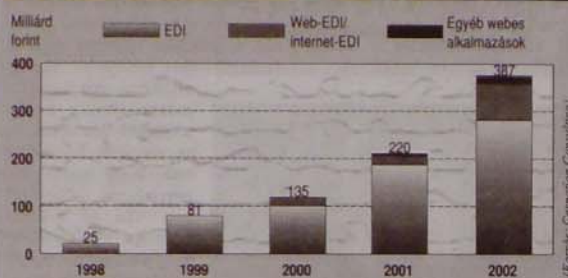 Milliárd
forint
EDI
Web-EDI/
internet-EDI
Egyéb webes
alkalmazások
400
300
200
100
0
25
81
135
220
387
1998
1999
2000
2001
2002